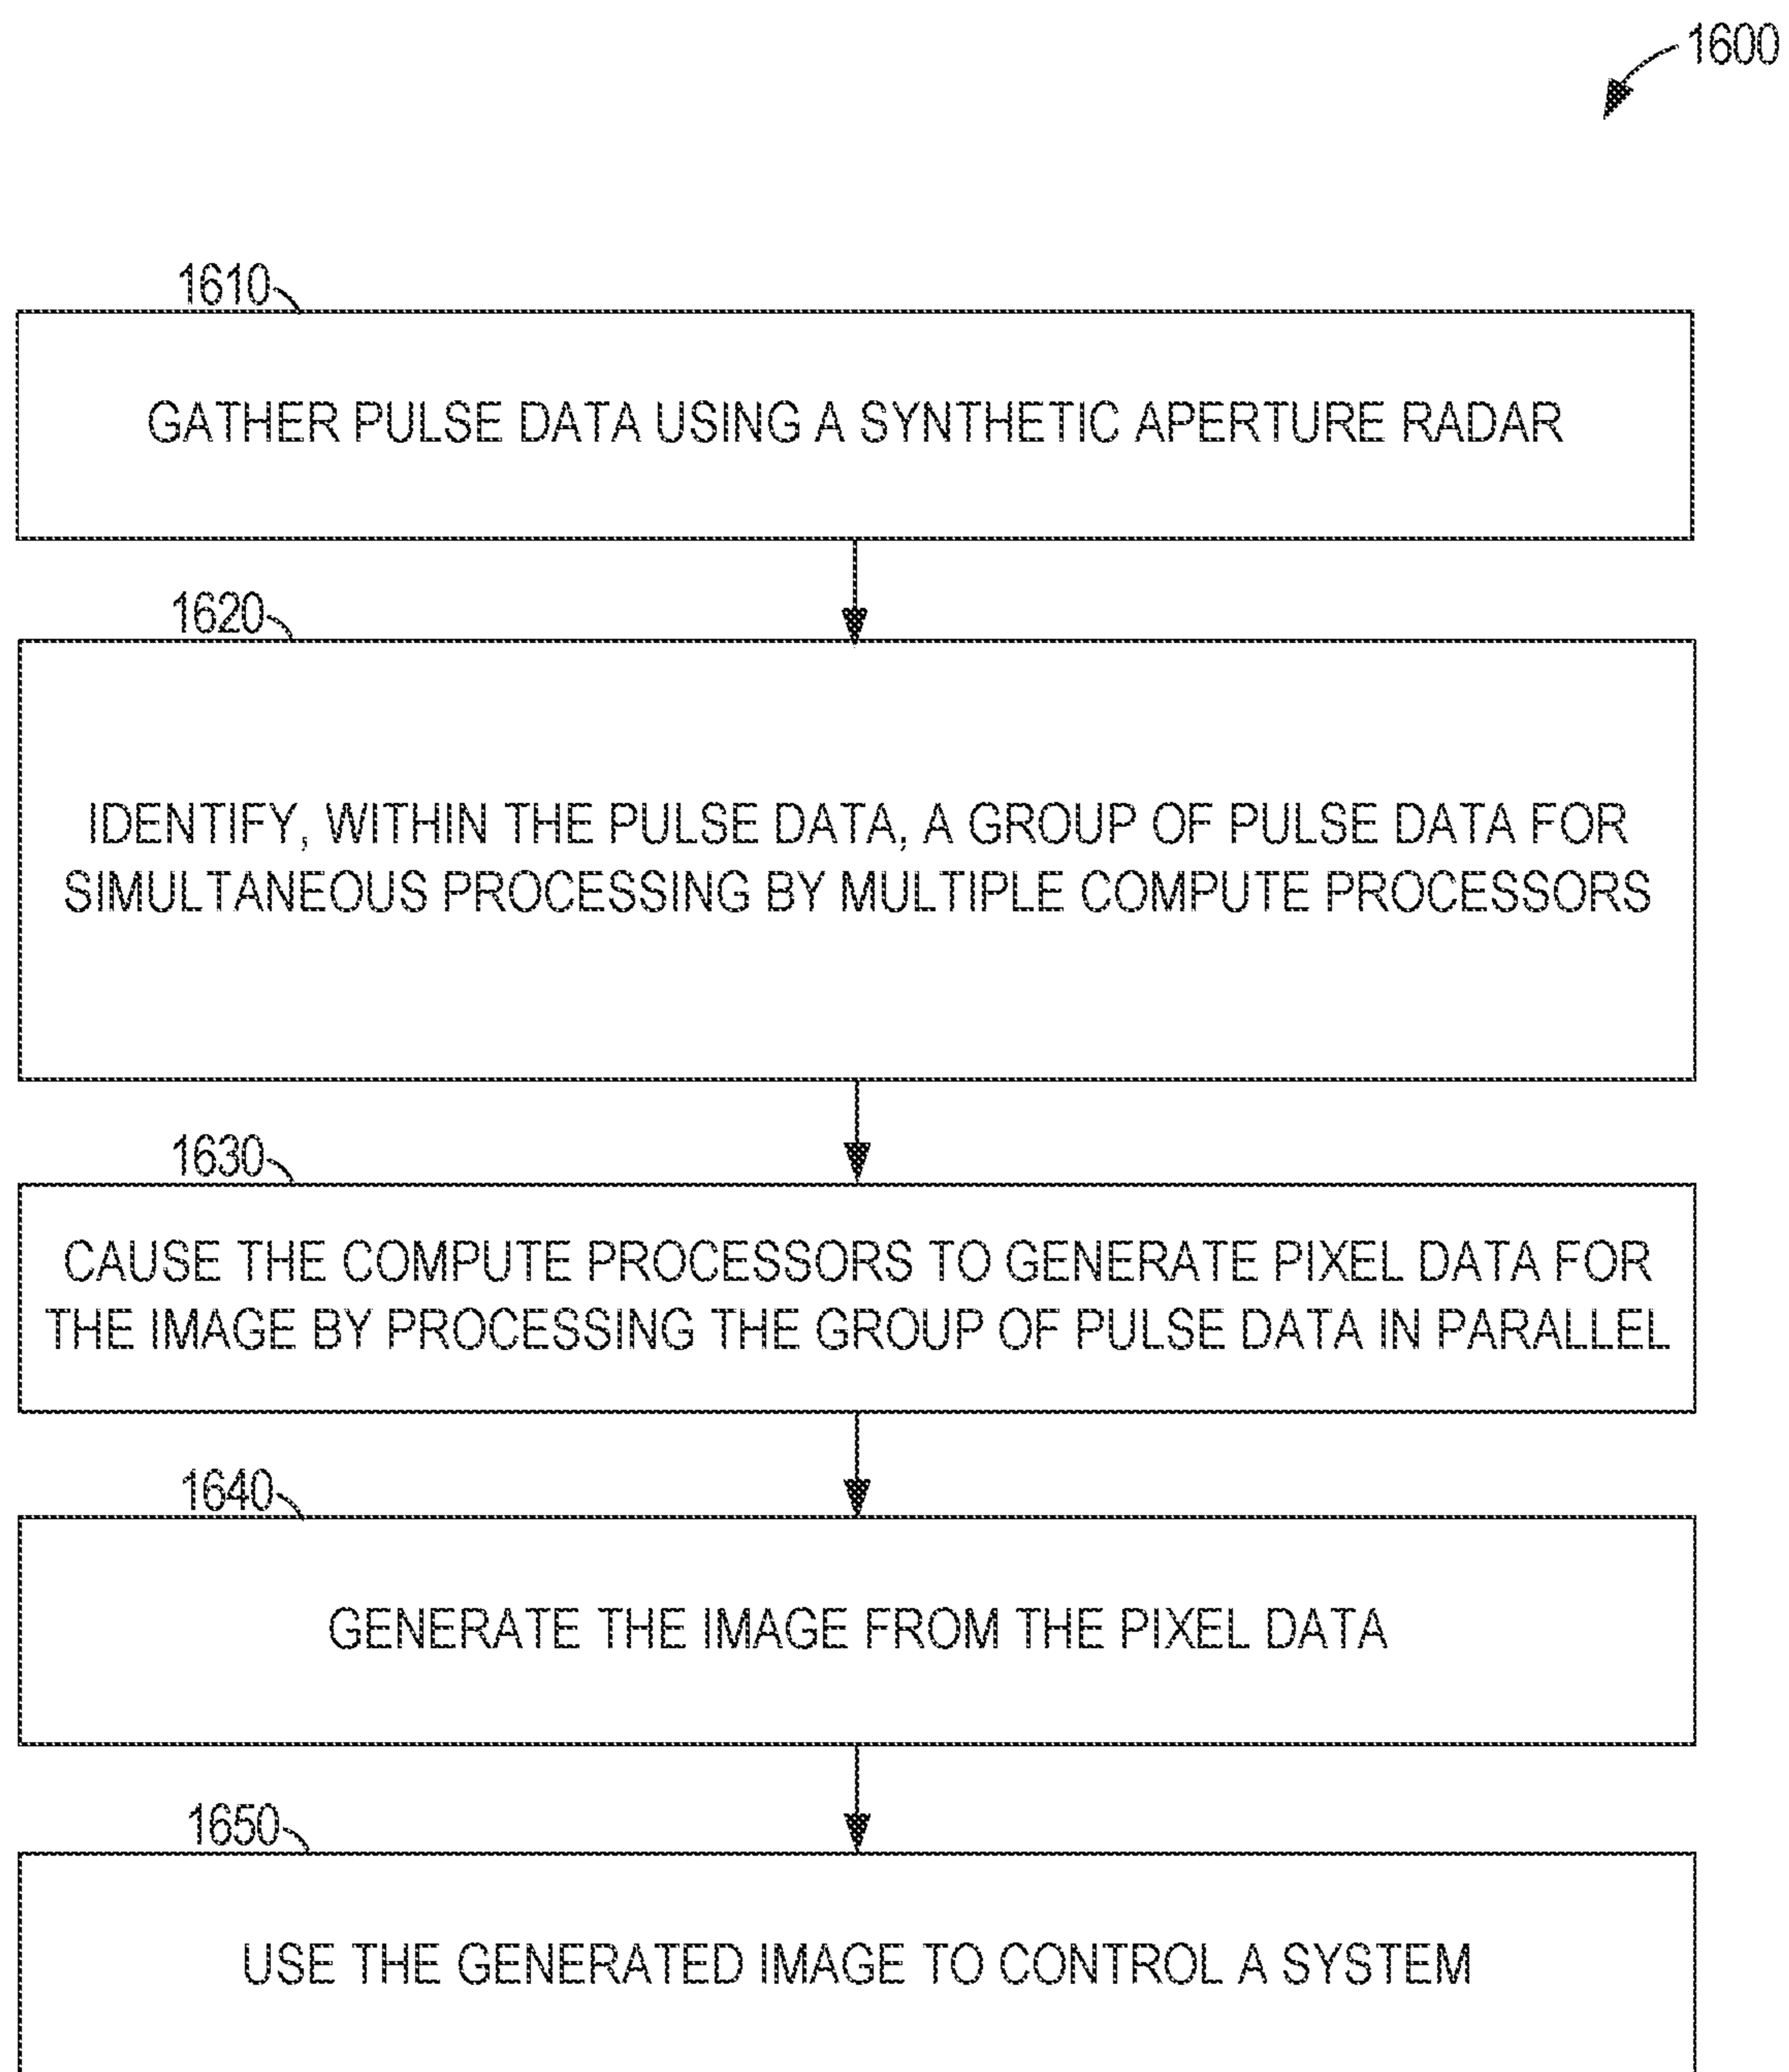 1600
1610
GATHER PULSE DATA USING A SYNTHETIC APERTURE RADAR
1620
IDENTIFY, WITHIN THE PULSE DATA, A GROUP OF PULSE DATA FOR
SIMULTANEOUS PROCESSING BY MULTIPLE COMPUTE PROCESSORS
1630
CAUSE THE COMPUTE PROCESSORS TO GENERATE PIXEL DATA FOR
THE IMAGE BY PROCESSING THE GROUP OF PULSE DATA IN PARALLEL
1640
GENERATE THE IMAGE FROM THE PIXEL DATA
1650
USE THE GENERATED IMAGE TO CONTROL A SYSTEM